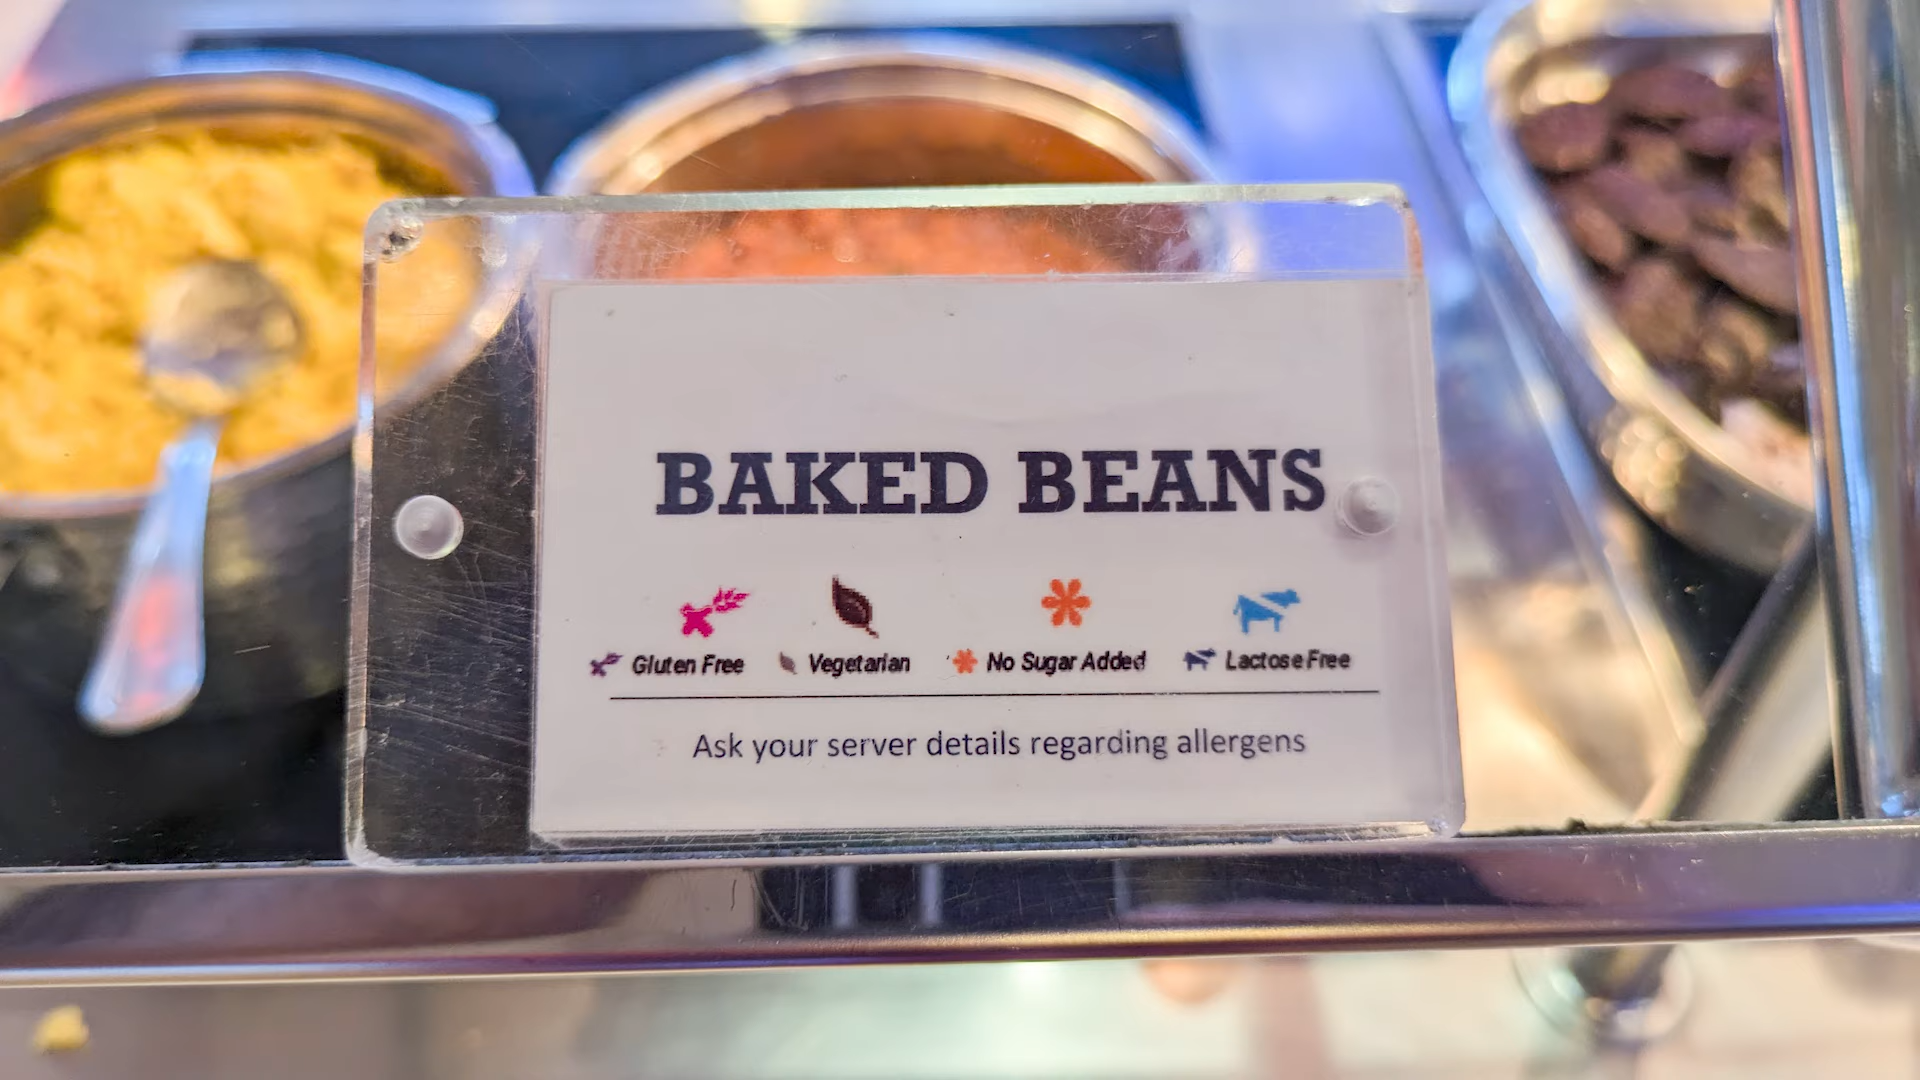 BAKED BEANS
Gluten Free Vegetarian No Sugar Added Lactose Free
Ask your server details regarding allergens